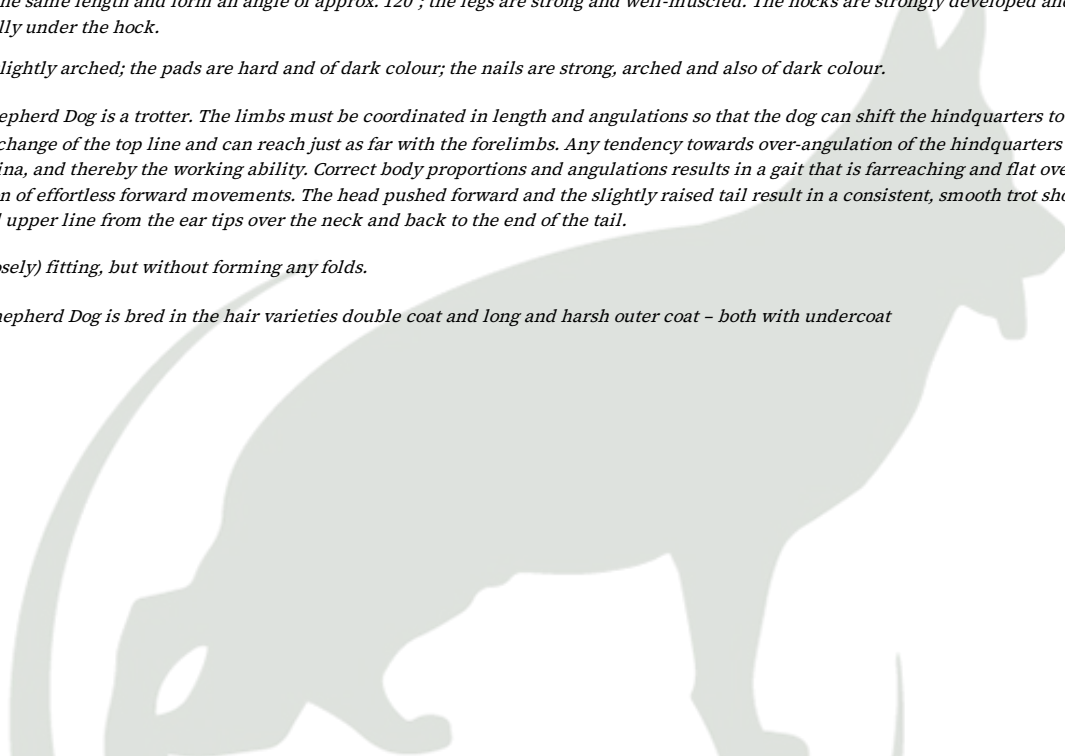 he same length and form an angle of approx. 120°; the legs are strong and well-muscled. The hocks are strongly developed and
lly under the hock.
lightly arched; the pads are hard and of dark colour; the nails are strong, arched and also of dark colour.
epherd Dog is a trotter. The limbs must be coordinated in length and angulations so that the dog can shift the hindquarters to
change of the top line and can reach just as far with the forelimbs. Any tendency towards over-angulation of the hindquarters
ina, and thereby the working ability. Correct body proportions and angulations results in a gait that is farreaching and flat ove
n of effortless forward movements. The head pushed forward and the slightly raised tail result in a consistent, smooth trot sho
upper line from the ear tips over the neck and back to the end of the tail.
osely) fitting, but without forming any folds.
hepherd Dog is bred in the hair varieties double coat and long and harsh outer coat – both with undercoat